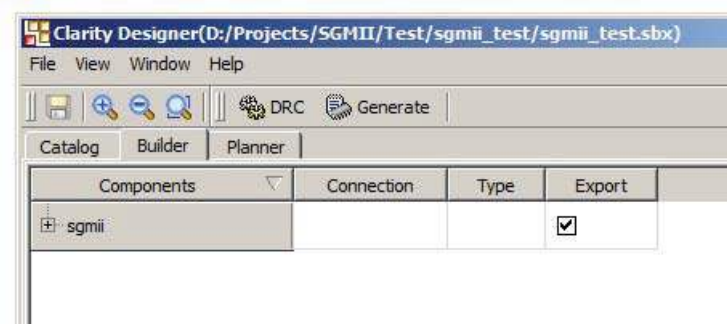 Clarity Designer(D:/Projects/SGMII/Test/sgmii_test/sgmii_test.sbx)
File View Window Help
DRC Generate
Catalog Builder Planner
Components Connection Type Export
sgmii